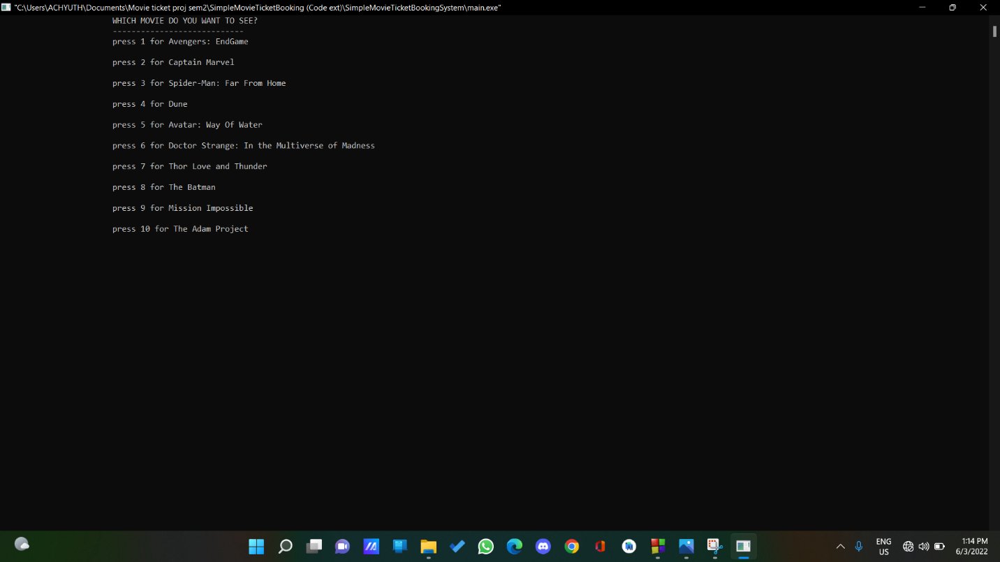 "C:\Users\ACHYUTH\Documents\Movie ticket proj sem2\SimpleMovieTicketBooking (Code ext)\SimpleMovieTicketBookingSystem\main.exe"
WHICH MOVIE DO YOU WANT TO SEE?
----------------------------
press 1 for Avengers: EndGame
press 2 for Captain Marvel
press 3 for Spider-Man: Far From Home
press 4 for Dune
press 5 for Avatar: Way Of Water
press 6 for Doctor Strange: In the Multiverse of Madness
press 7 for Thor Love and Thunder
press 8 for The Batman
press 9 for Mission Impossible
press 10 for The Adam Project
ENG
US
1:14 PM
6/3/2022